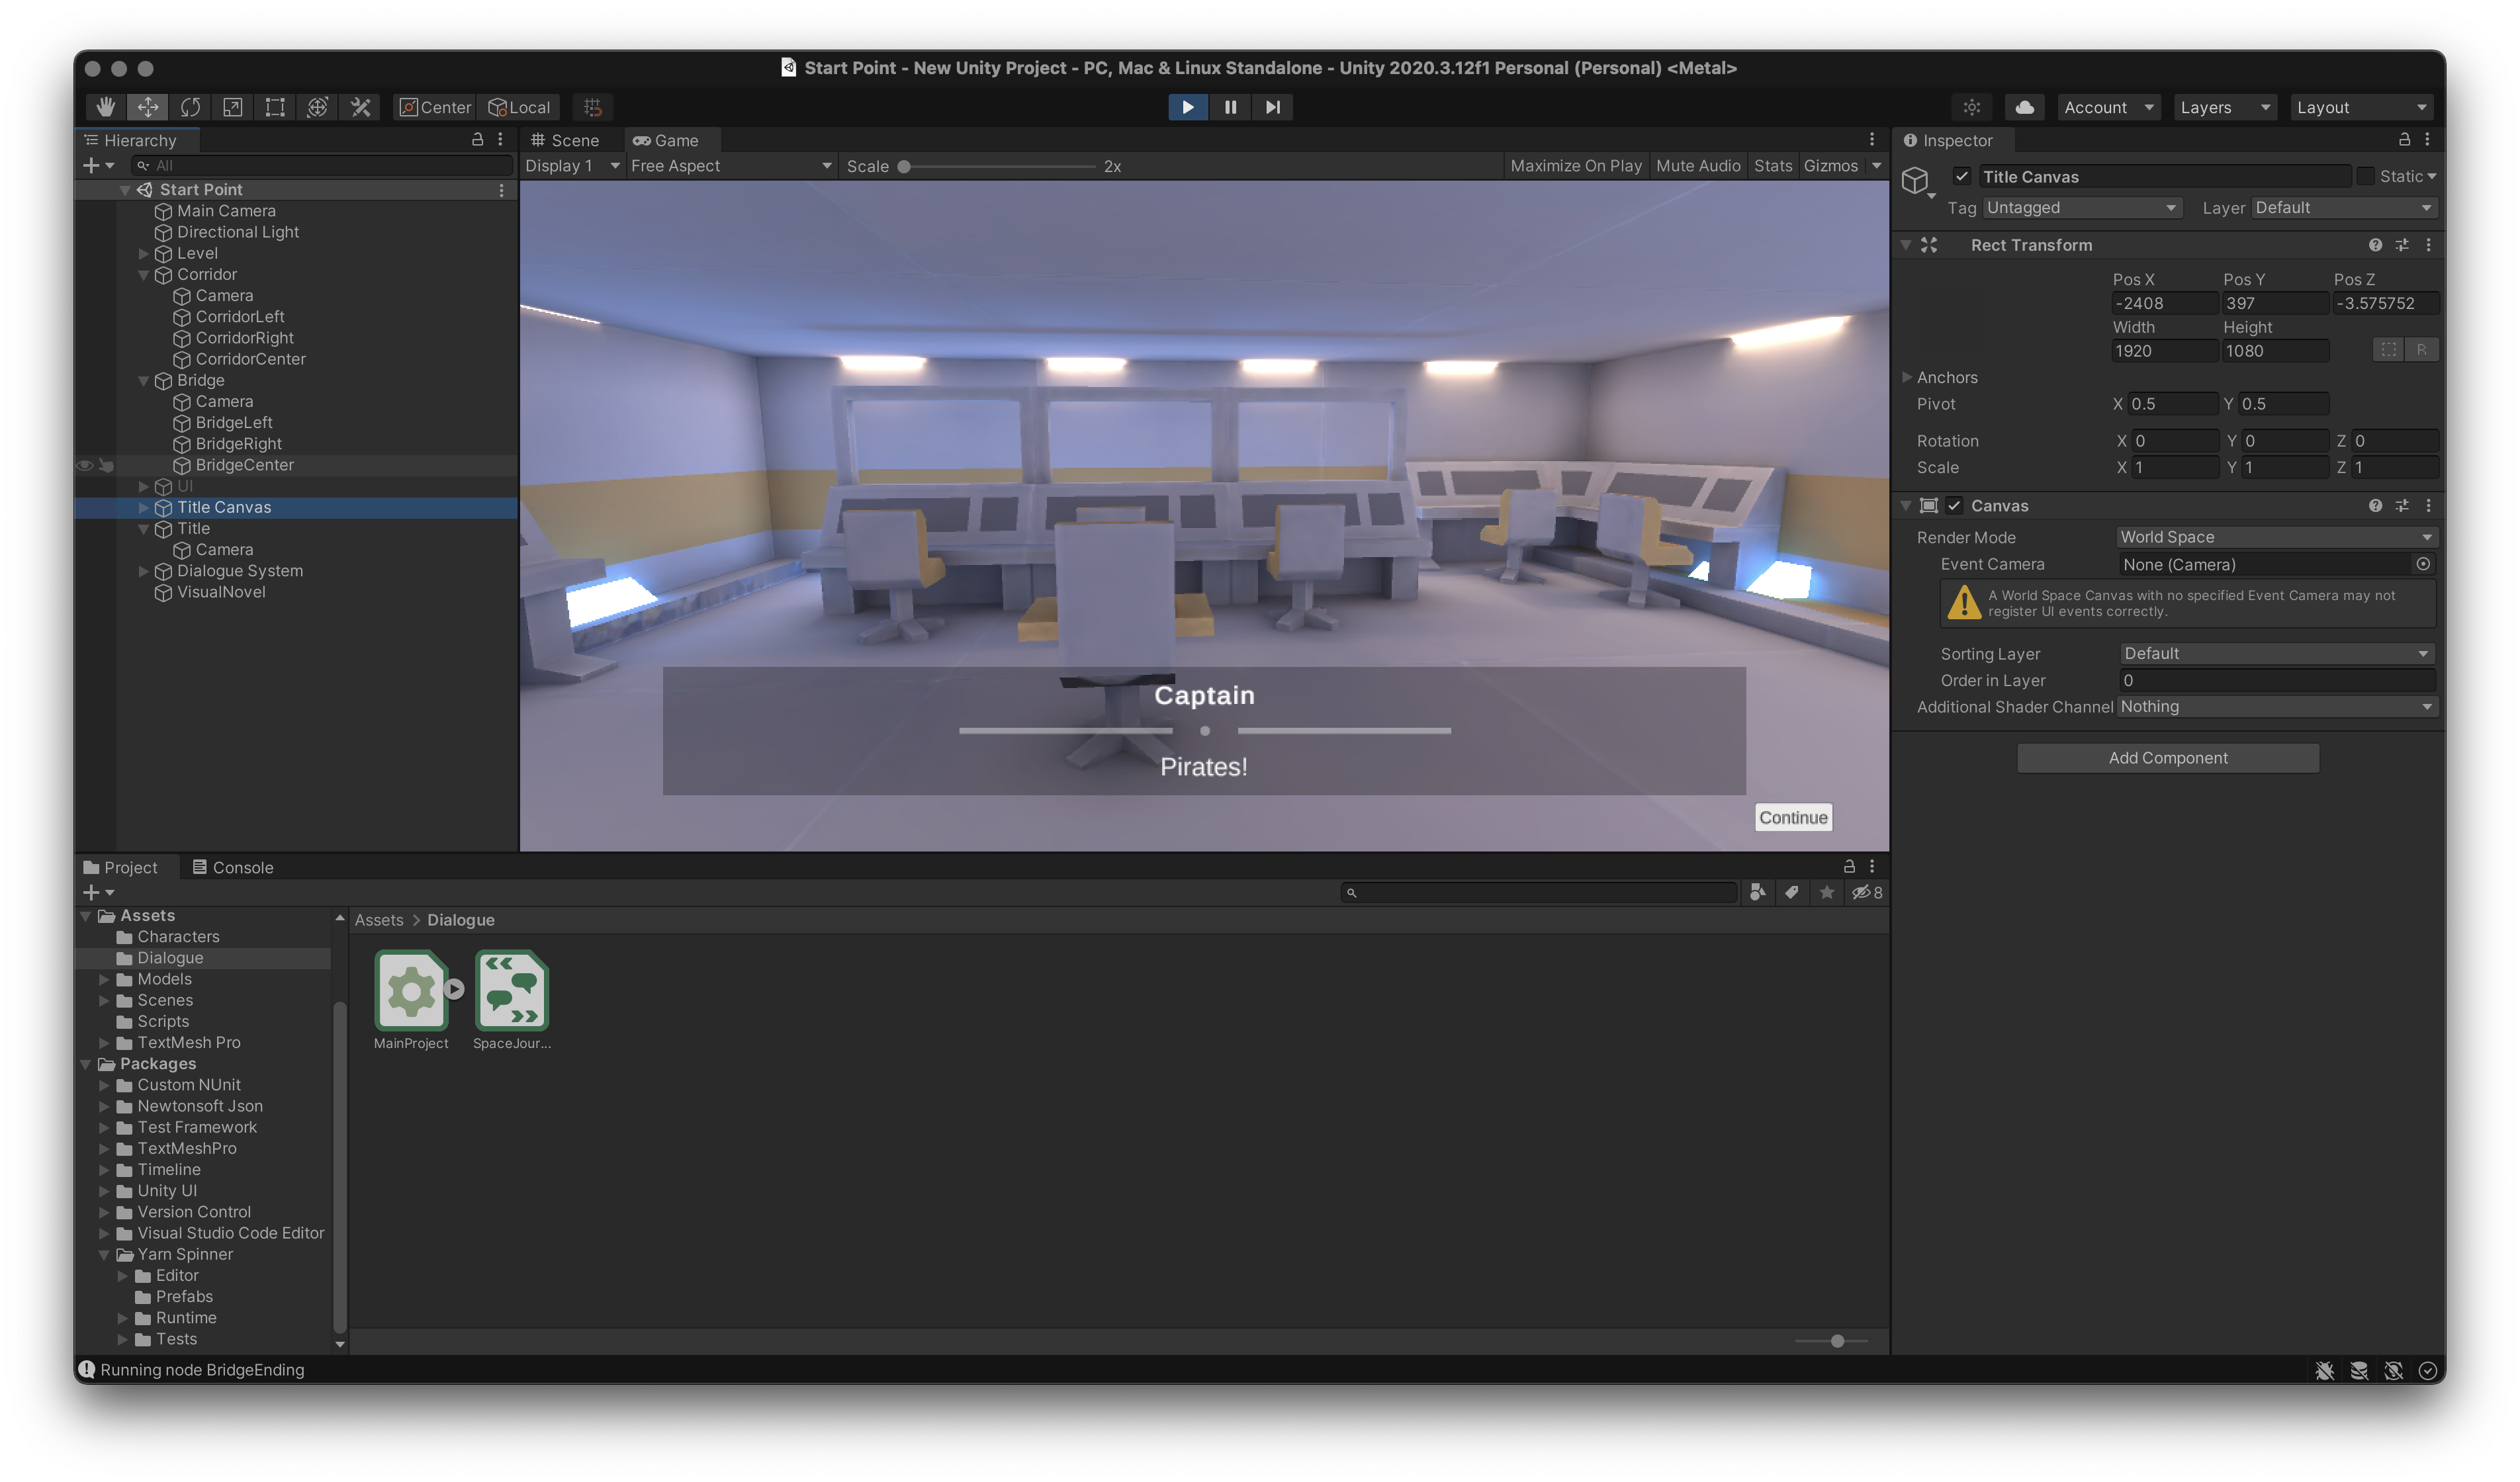 Start Point - New Unity Project - PC, Mac & Linux Standalone - Unity 2020.3.12f1 Personal (Personal) <Metal>
Center Local Account Layers Layout
Hierarchy
All
Start Point
Main Camera
Directional Light
Level
Corridor
Camera
CorridorLeft
CorridorRight
CorridorCenter
Bridge
Camera
BridgeLeft
BridgeRight
BridgeCenter
UI
Title Canvas
Title
Camera
Dialogue System
VisualNovel
Scene Game
Display 1 Free Aspect Scale 2x Maximize On Play Mute Audio Stats Gizmos
Captain
Pirates!
Continue
Inspector
Title Canvas Static
Tag Untagged Layer Default
Rect Transform
Pos X Pos Y Pos Z
-2408 397 -3.575752
Width Height
1920 1080
R
Anchors
Pivot X 0.5 Y 0.5
Rotation X 0 Y 0 Z 0
Scale X 1 Y 1 Z 1
Canvas
Render Mode World Space
Event Camera None (Camera)
A World Space Canvas with no specified Event Camera may not
register UI events correctly.
Sorting Layer Default
Order in Layer 0
Additional Shader Channel Nothing
Add Component
Project Console
8
Assets
Characters
Dialogue
Models
Scenes
Scripts
TextMesh Pro
Packages
Custom NUnit
Newtonsoft Json
Test Framework
TextMeshPro
Timeline
Unity UI
Version Control
Visual Studio Code Editor
Yarn Spinner
Editor
Prefabs
Runtime
Tests
Assets > Dialogue
MainProject SpaceJour...
Running node BridgeEnding